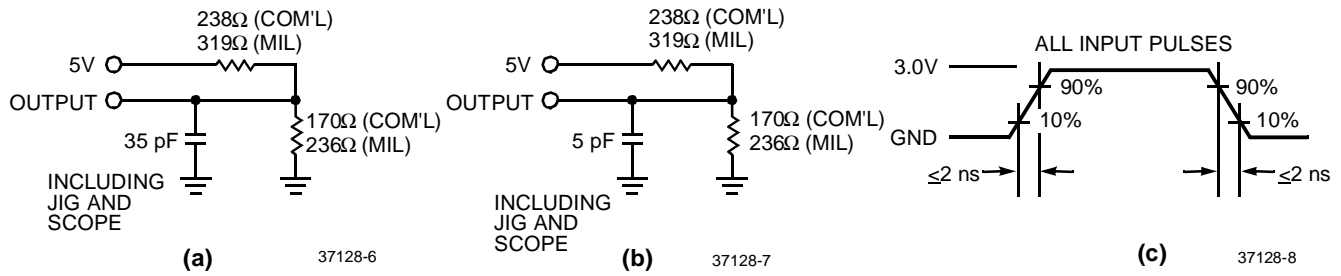 238Ω (COM'L)
319Ω (MIL)
5V
OUTPUT
35 pF
170Ω (COM'L)
236Ω (MIL)
INCLUDING
JIG AND
SCOPE
(a)
37128-6
238Ω (COM'L)
319Ω (MIL)
5V
OUTPUT
5 pF
170Ω (COM'L)
236Ω (MIL)
INCLUDING
JIG AND
SCOPE
(b)
37128-7
ALL INPUT PULSES
3.0V
90%
90%
10%
10%
GND
≤2 ns
≤2 ns
(c)
37128-8